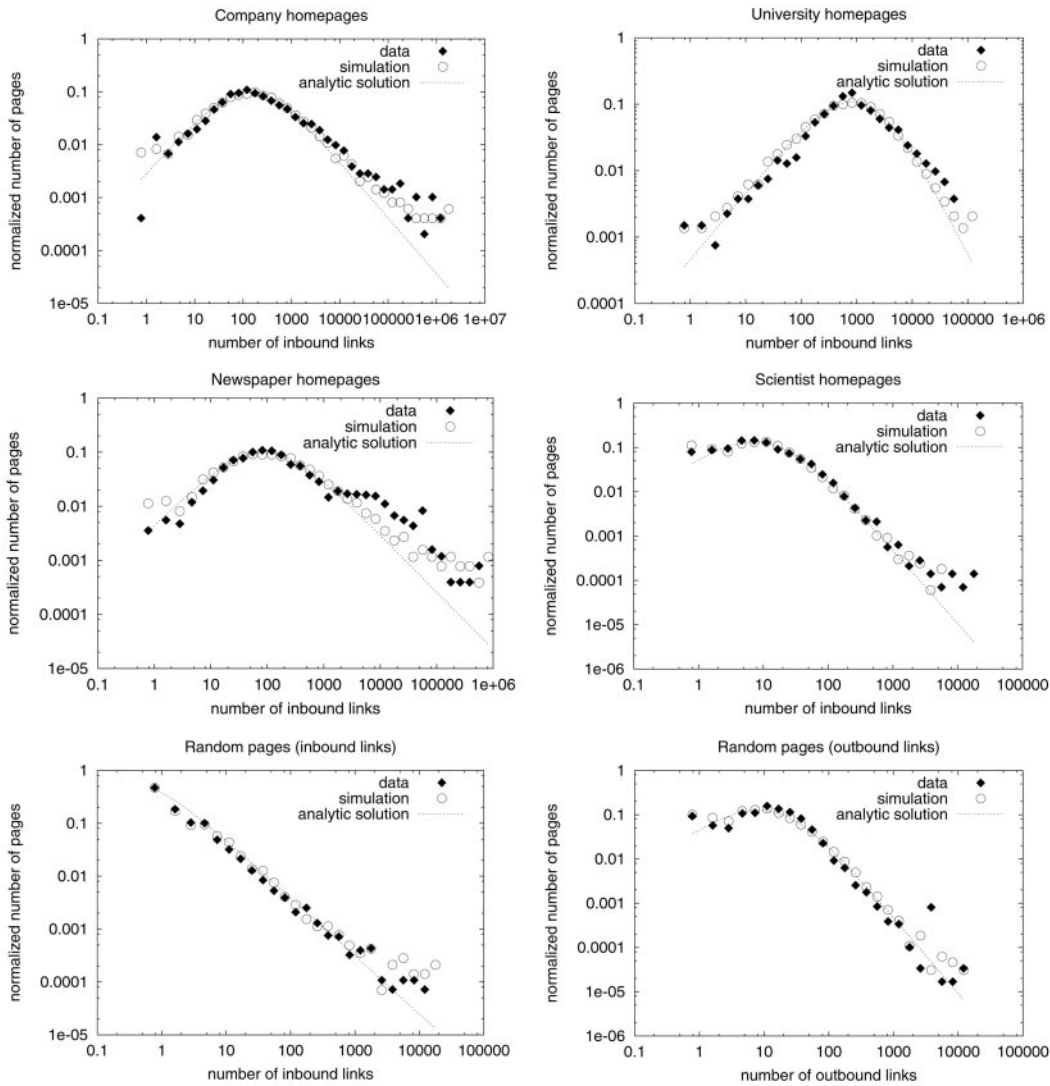 Company homepages
1
0.1
0.01
0.001
0.0001
1e-05
0.1 1 10 100 1000 10000 100000 1e+06 1e+07
normalized number of pages
number of inbound links
data
simulation
analytic solution
University homepages
1
0.1
0.01
0.001
0.0001
0.1 1 10 100 1000 10000 100000 1e+06
normalized number of pages
number of inbound links
data
simulation
analytic solution
Newspaper homepages
1
0.1
0.01
0.001
0.0001
1e-05
0.1 1 10 100 1000 10000 100000 1e+06
normalized number of pages
number of inbound links
data
simulation
analytic solution
Scientist homepages
1
0.1
0.01
0.001
0.0001
1e-05
1e-06
0.1 1 10 100 1000 10000 100000
normalized number of pages
number of inbound links
data
simulation
analytic solution
Random pages (inbound links)
1
0.1
0.01
0.001
0.0001
1e-05
0.1 1 10 100 1000 10000 100000
normalized number of pages
number of inbound links
data
simulation
analytic solution
Random pages (outbound links)
1
0.1
0.01
0.001
0.0001
1e-05
1e-06
0.1 1 10 100 1000 10000 100000
normalized number of pages
number of outbound links
data
simulation
analytic solution